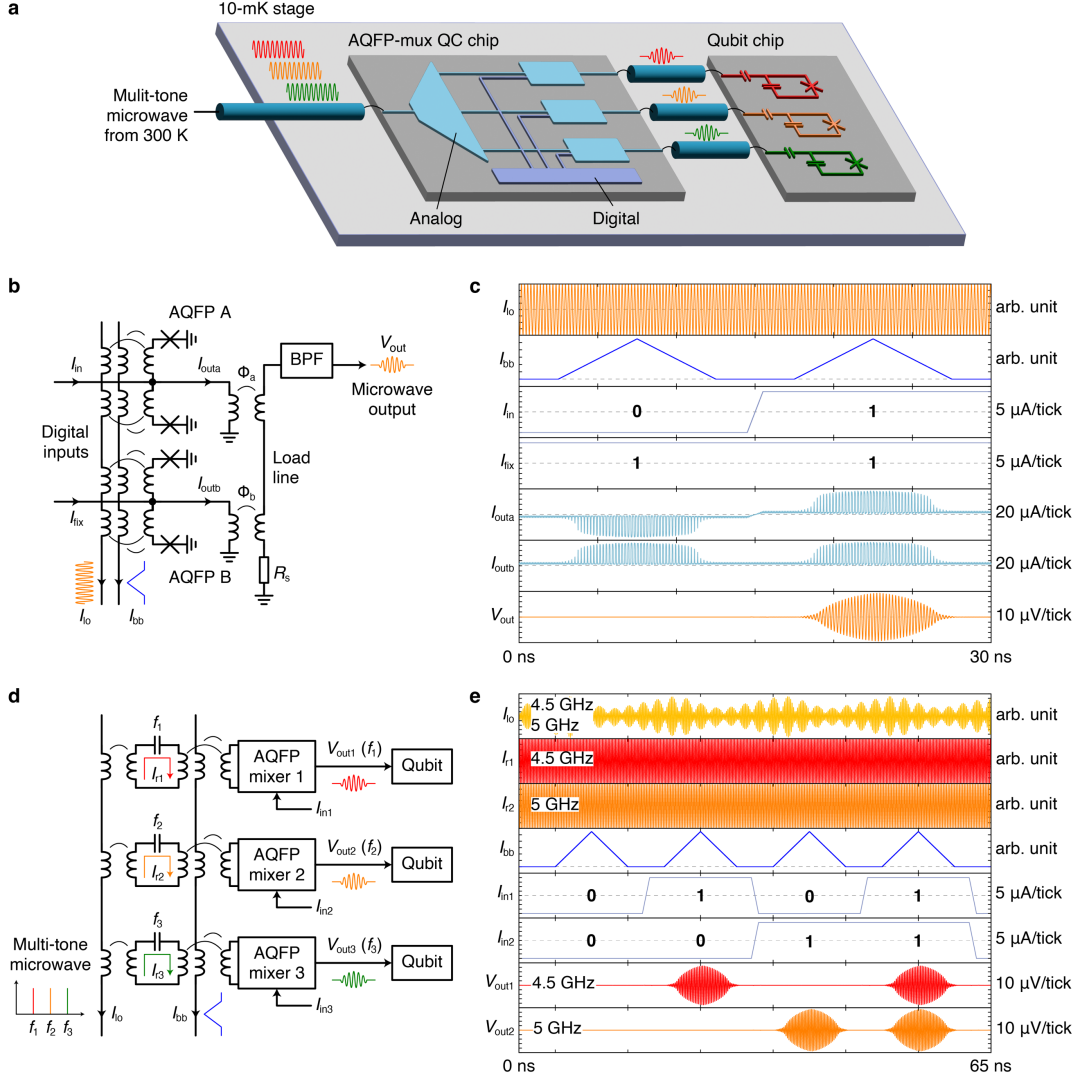 a
10-mK stage
AQFP-mux QC chip
Qubit chip
Mulit-tone
microwave
from 300 K
Analog
Digital
b
AQFP A
I_in
I_outa
Φ_a
BPF
V_out
Microwave
output
Digital
inputs
Load
line
I_outb
Φ_b
I_fix
AQFP B
R_s
I_lo
I_bb
c
I_lo
arb. unit
I_bb
arb. unit
I_in
0
1
5 µA/tick
I_fix
1
1
5 µA/tick
I_outa
20 µA/tick
I_outb
20 µA/tick
V_out
10 µV/tick
0 ns
30 ns
d
f_1
I_r1
AQFP
mixer 1
V_out1 (f_1)
Qubit
I_in1
f_2
I_r2
AQFP
mixer 2
V_out2 (f_2)
Qubit
I_in2
f_3
I_r3
AQFP
mixer 3
V_out3 (f_3)
Qubit
I_in3
Multi-tone
microwave
f_1 f_2 f_3
I_lo
I_bb
e
I_lo
4.5 GHz
5 GHz
arb. unit
I_r1
4.5 GHz
arb. unit
I_r2
5 GHz
arb. unit
I_bb
arb. unit
I_in1
0
1
0
1
5 µA/tick
I_in2
0
0
1
1
5 µA/tick
V_out1
4.5 GHz
10 µV/tick
V_out2
5 GHz
10 µV/tick
0 ns
65 ns